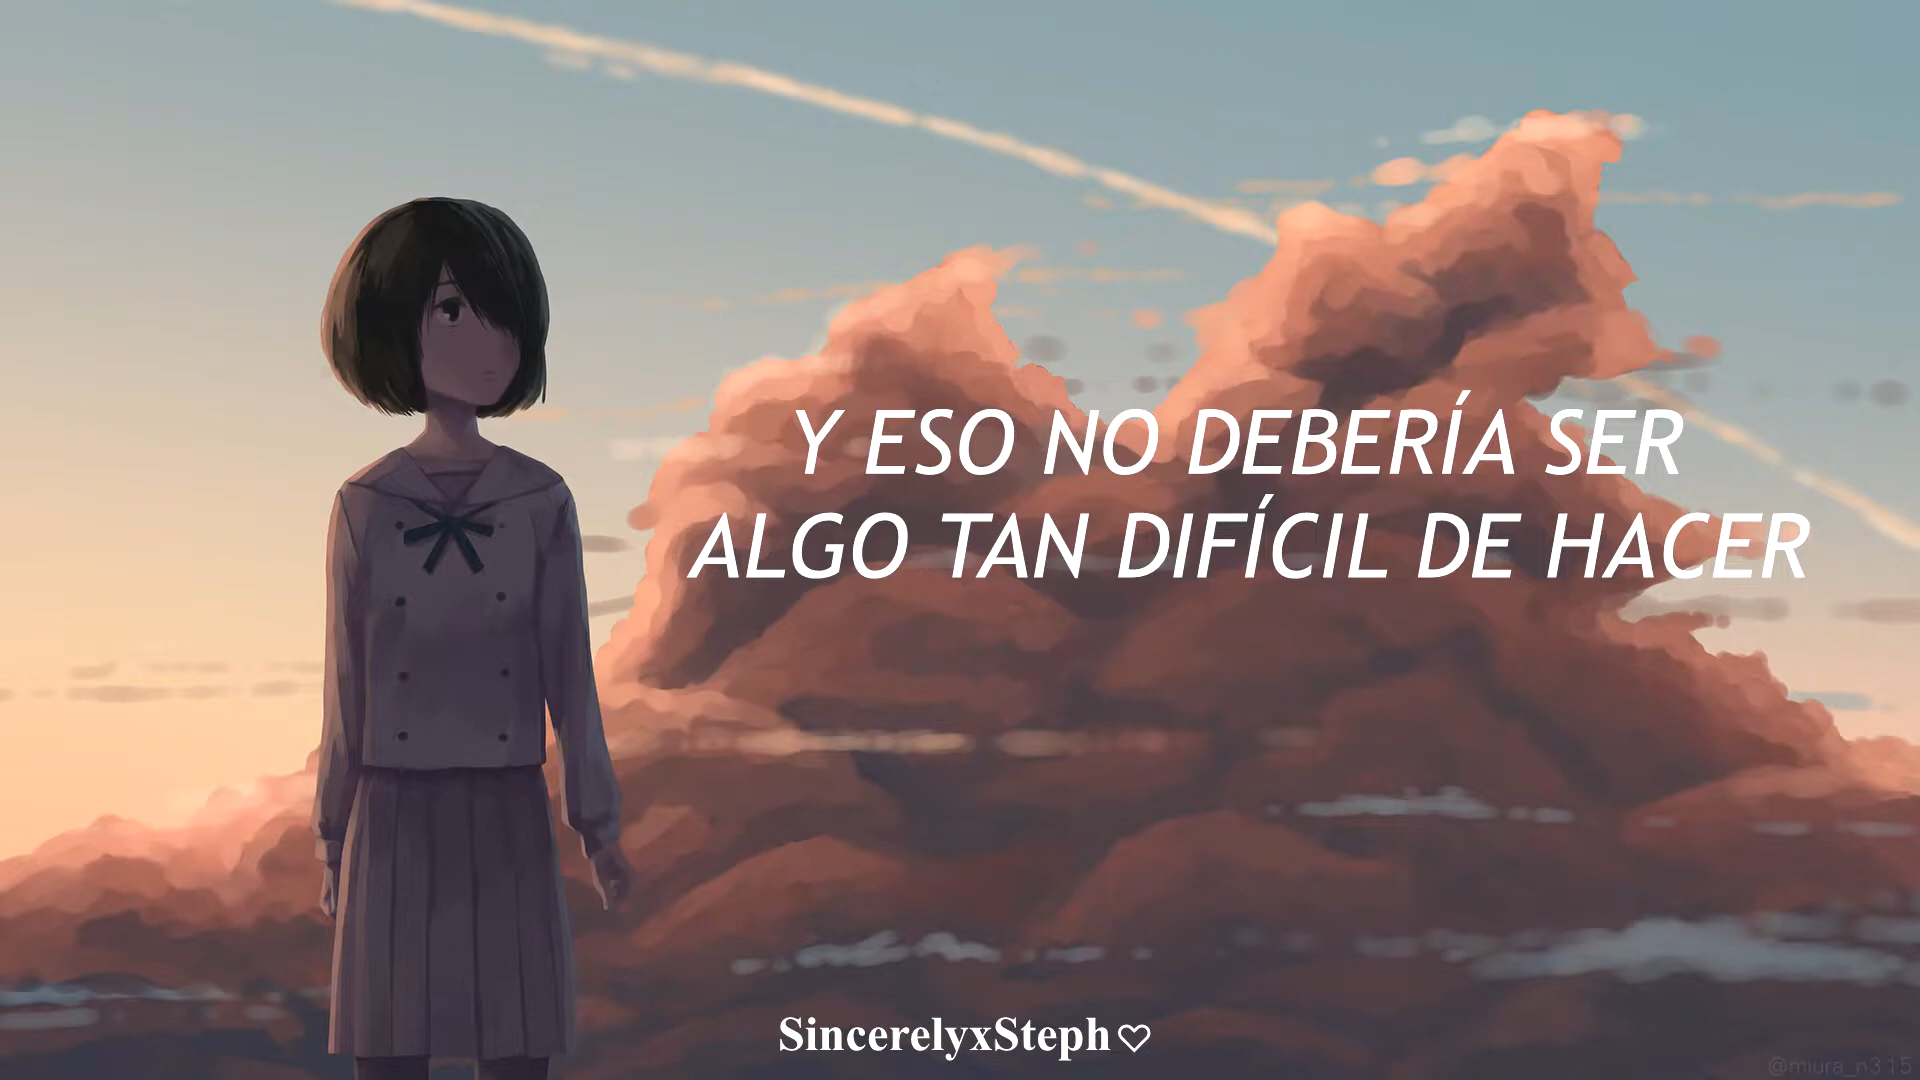 Y ESO NO DEBERÍA SER
ALGO TAN DIFÍCIL DE HACER
SincerelyxSteph♡
@miura_n315